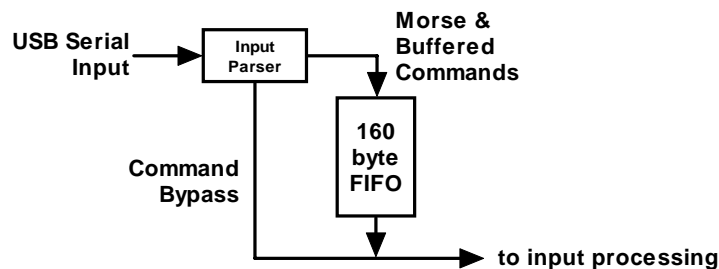 USB Serial
Input
Input
Parser
Morse &
Buffered
Commands
160
byte
FIFO
Command
Bypass
to input processing